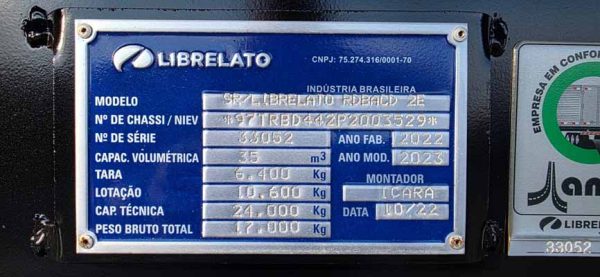 LIBRELATO
CNPJ: 75.274.316/0001-70
INDÚSTRIA BRASILEIRA
MODELO SR/LIBRELATO RDBACD 2E
Nº DE CHASSI / NIEV *97TRBD442P2003529*
Nº DE SÉRIE 33052 ANO FAB. 2022
CAPAC. VOLUMÉTRICA 35 m³ ANO MOD. 2023
TARA 6.400 Kg MONTADOR
LOTAÇÃO 10.600 Kg ICARA
CAP. TÉCNICA 24.000 Kg DATA 10/22
PESO BRUTO TOTAL 17.000 Kg
EMPRESA EM CONFOR
LIBRE
33052